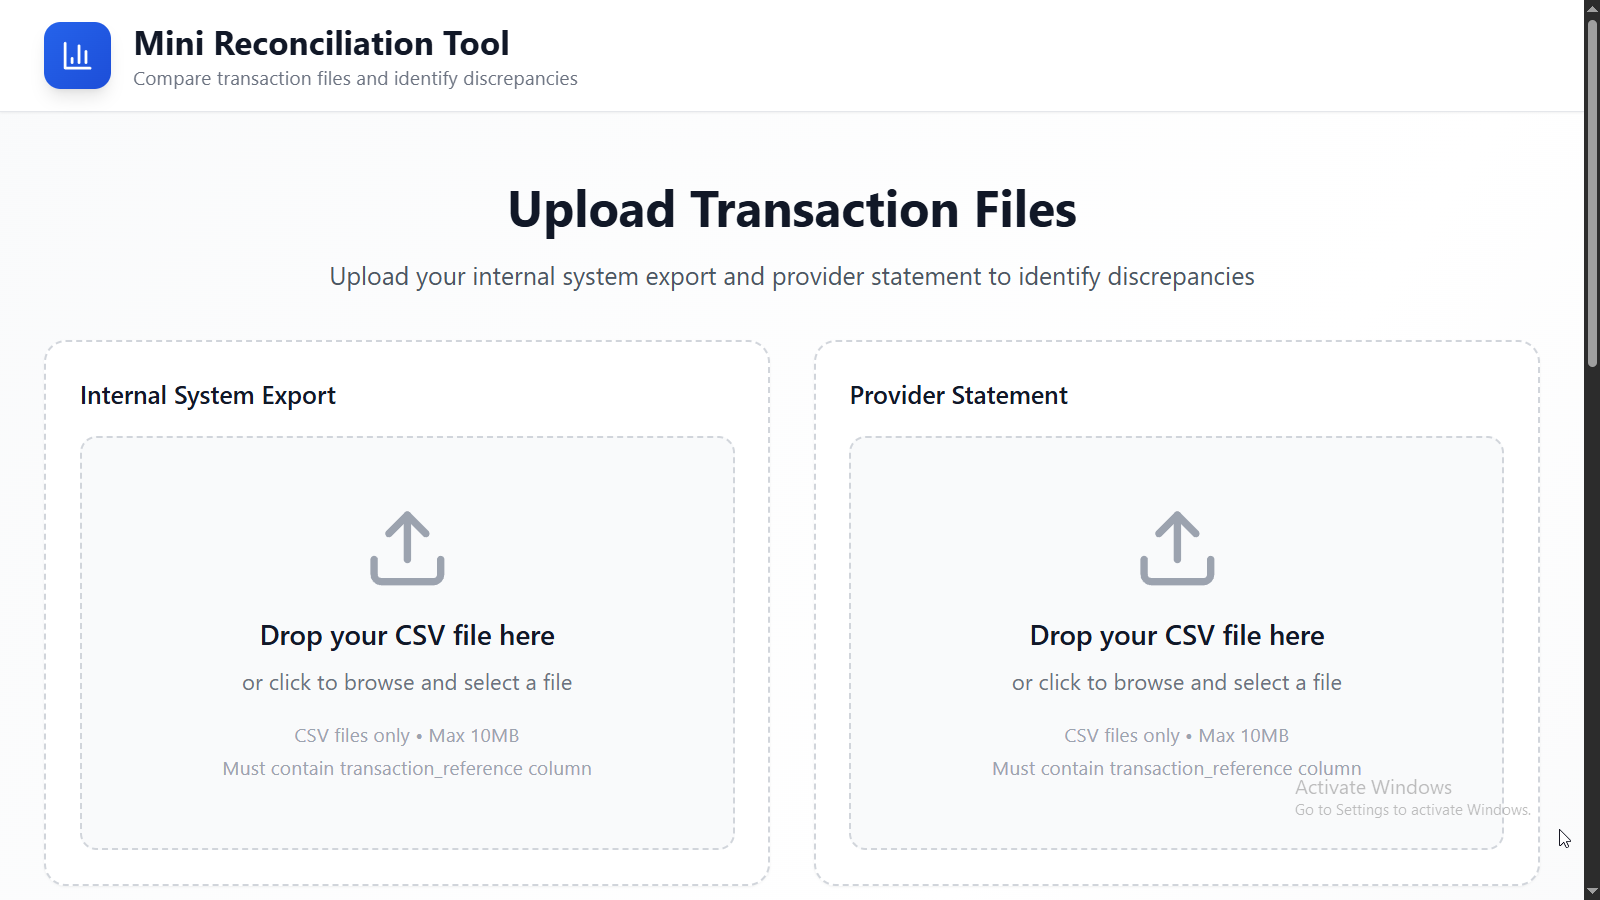 Mini Reconciliation Tool
Compare transaction files and identify discrepancies
Upload Transaction Files
Upload your internal system export and provider statement to identify discrepancies
Internal System Export
Drop your CSV file here
or click to browse and select a file
CSV files only • Max 10MB
Must contain transaction_reference column
Provider Statement
Drop your CSV file here
or click to browse and select a file
CSV files only • Max 10MB
Must contain transaction_reference column
Activate Windows
Go to Settings to activate Windows.